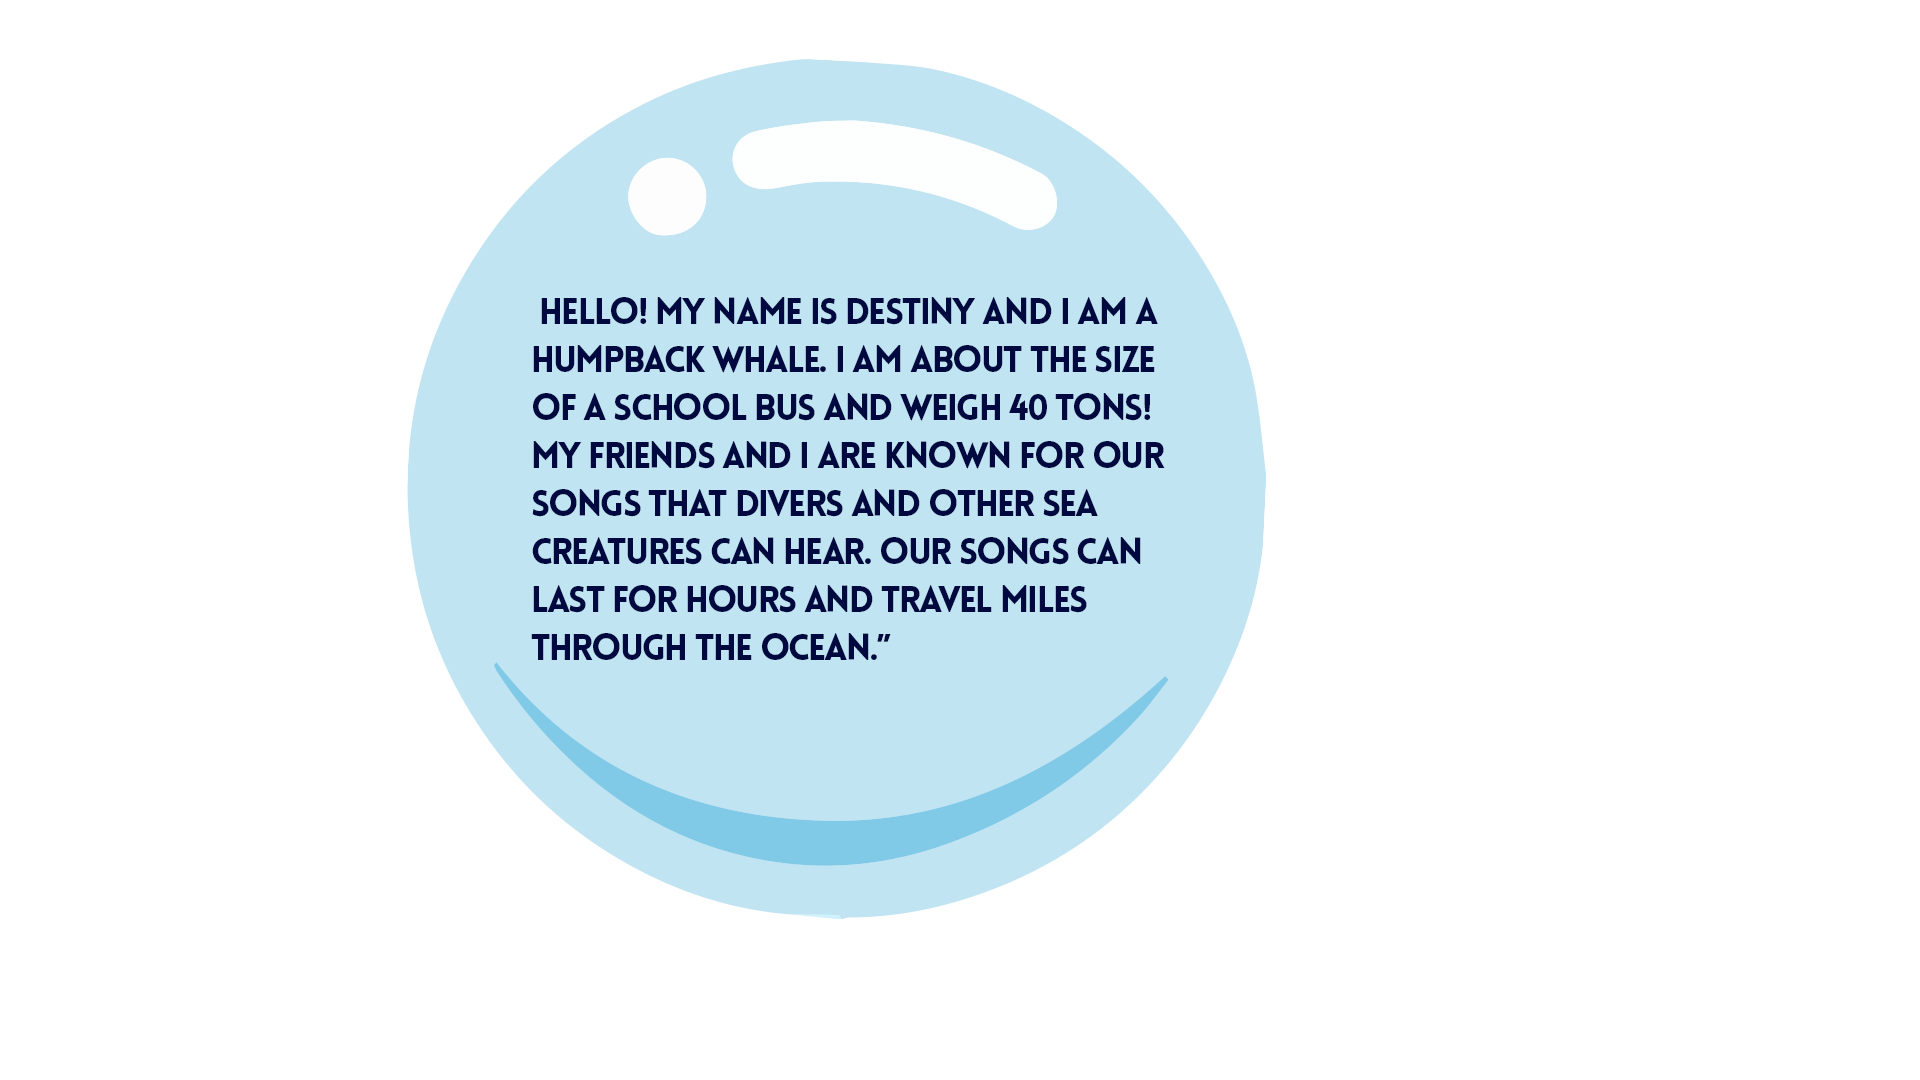 HELLO! MY NAME IS DESTINY AND I AM A
HUMPBACK WHALE. I AM ABOUT THE SIZE
OF A SCHOOL BUS AND WEIGH 40 TONS!
MY FRIENDS AND I ARE KNOWN FOR OUR
SONGS THAT DIVERS AND OTHER SEA
CREATURES CAN HEAR. OUR SONGS CAN
LAST FOR HOURS AND TRAVEL MILES
THROUGH THE OCEAN.”